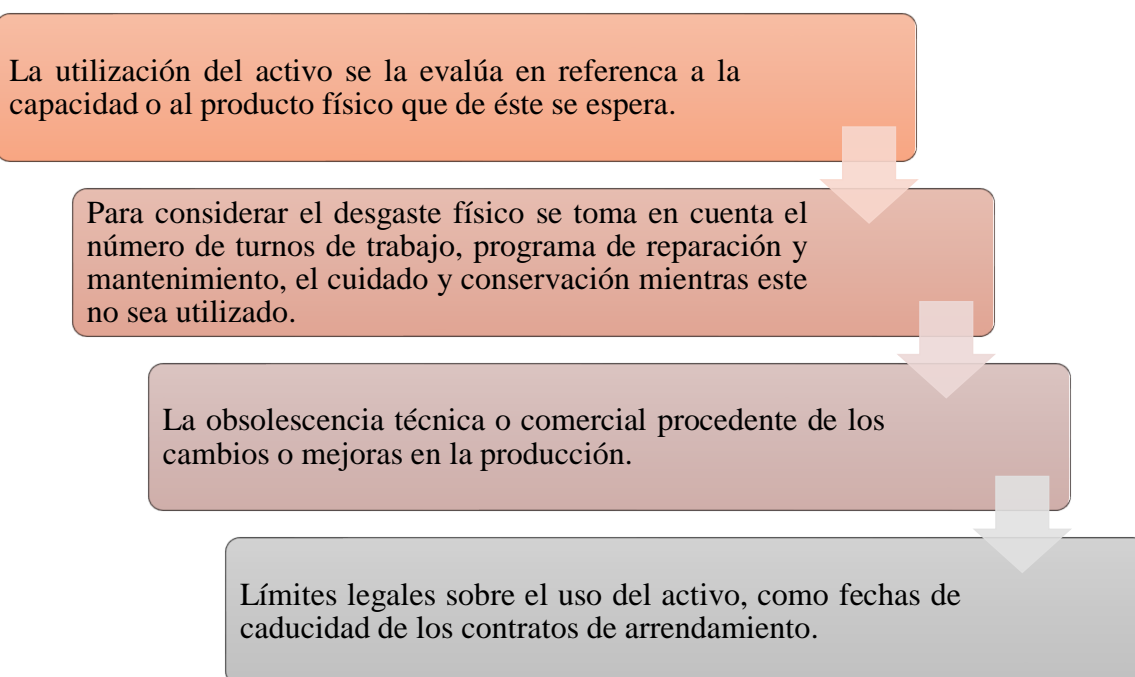 La utilización del activo se la evalúa en referenca a la
capacidad o al producto físico que de éste se espera.
Para considerar el desgaste físico se toma en cuenta el
número de turnos de trabajo, programa de reparación y
mantenimiento, el cuidado y conservación mientras este
no sea utilizado.
La obsolescencia técnica o comercial procedente de los
cambios o mejoras en la producción.
Límites legales sobre el uso del activo, como fechas de
caducidad de los contratos de arrendamiento.